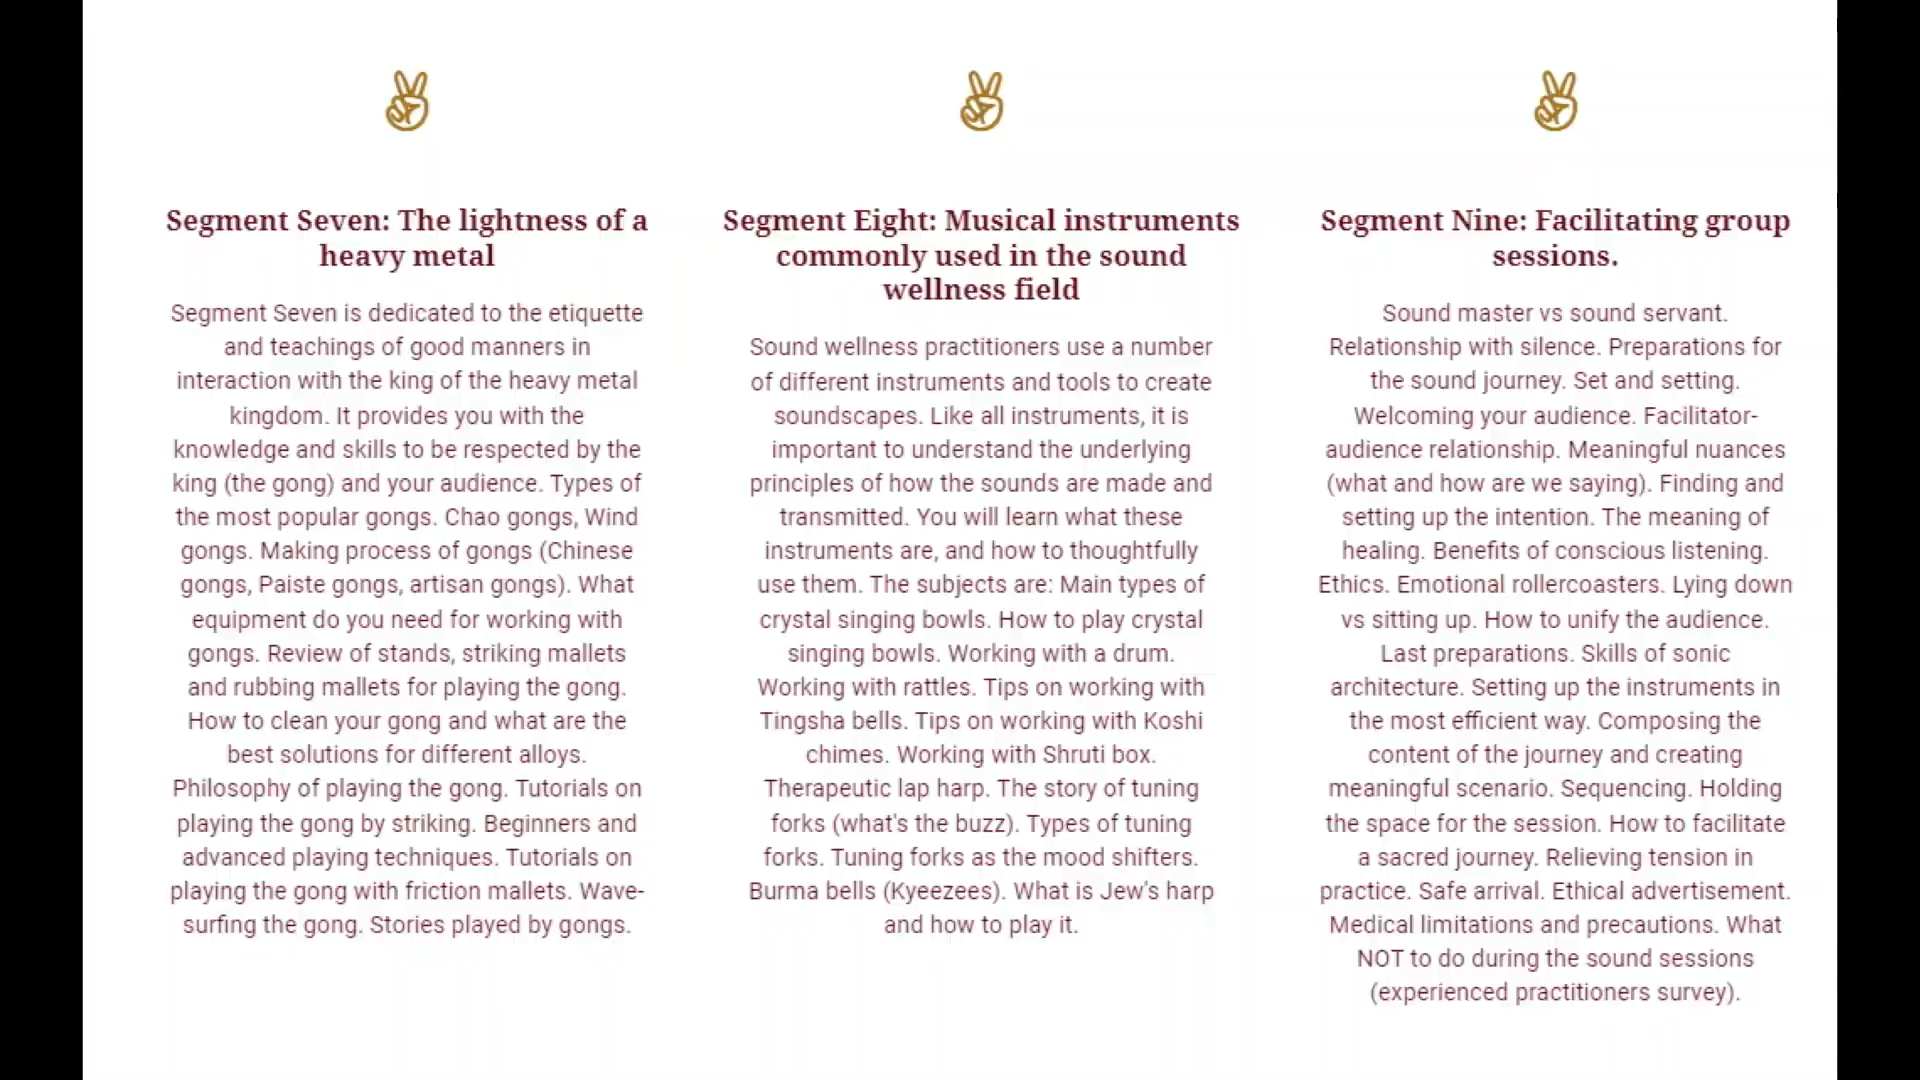 Segment Seven: The lightness of a
heavy metal
Segment Seven is dedicated to the etiquette
and teachings of good manners in
interaction with the king of the heavy metal
kingdom. It provides you with the
knowledge and skills to be respected by the
king (the gong) and your audience. Types of
the most popular gongs. Chao gongs, Wind
gongs. Making process of gongs (Chinese
gongs, Paiste gongs, artisan gongs). What
equipment do you need for working with
gongs. Review of stands, striking mallets
and rubbing mallets for playing the gong.
How to clean your gong and what are the
best solutions for different alloys.
Philosophy of playing the gong. Tutorials on
playing the gong by striking. Beginners and
advanced playing techniques. Tutorials on
playing the gong with friction mallets. Wave-
surfing the gong. Stories played by gongs.
Segment Eight: Musical instruments
commonly used in the sound
wellness field
Sound wellness practitioners use a number
of different instruments and tools to create
soundscapes. Like all instruments, it is
important to understand the underlying
principles of how the sounds are made and
transmitted. You will learn what these
instruments are, and how to thoughtfully
use them. The subjects are: Main types of
crystal singing bowls. How to play crystal
singing bowls. Working with a drum.
Working with rattles. Tips on working with
Tingsha bells. Tips on working with Koshi
chimes. Working with Shruti box.
Therapeutic lap harp. The story of tuning
forks (what's the buzz). Types of tuning
forks. Tuning forks as the mood shifters.
Burma bells (Kyeezees). What is Jew's harp
and how to play it.
Segment Nine: Facilitating group
sessions.
Sound master vs sound servant.
Relationship with silence. Preparations for
the sound journey. Set and setting.
Welcoming your audience. Facilitator-
audience relationship. Meaningful nuances
(what and how are we saying). Finding and
setting up the intention. The meaning of
healing. Benefits of conscious listening.
Ethics. Emotional rollercoasters. Lying down
vs sitting up. How to unify the audience.
Last preparations. Skills of sonic
architecture. Setting up the instruments in
the most efficient way. Composing the
content of the journey and creating
meaningful scenario. Sequencing. Holding
the space for the session. How to facilitate
a sacred journey. Relieving tension in
practice. Safe arrival. Ethical advertisement.
Medical limitations and precautions. What
NOT to do during the sound sessions
(experienced practitioners survey).